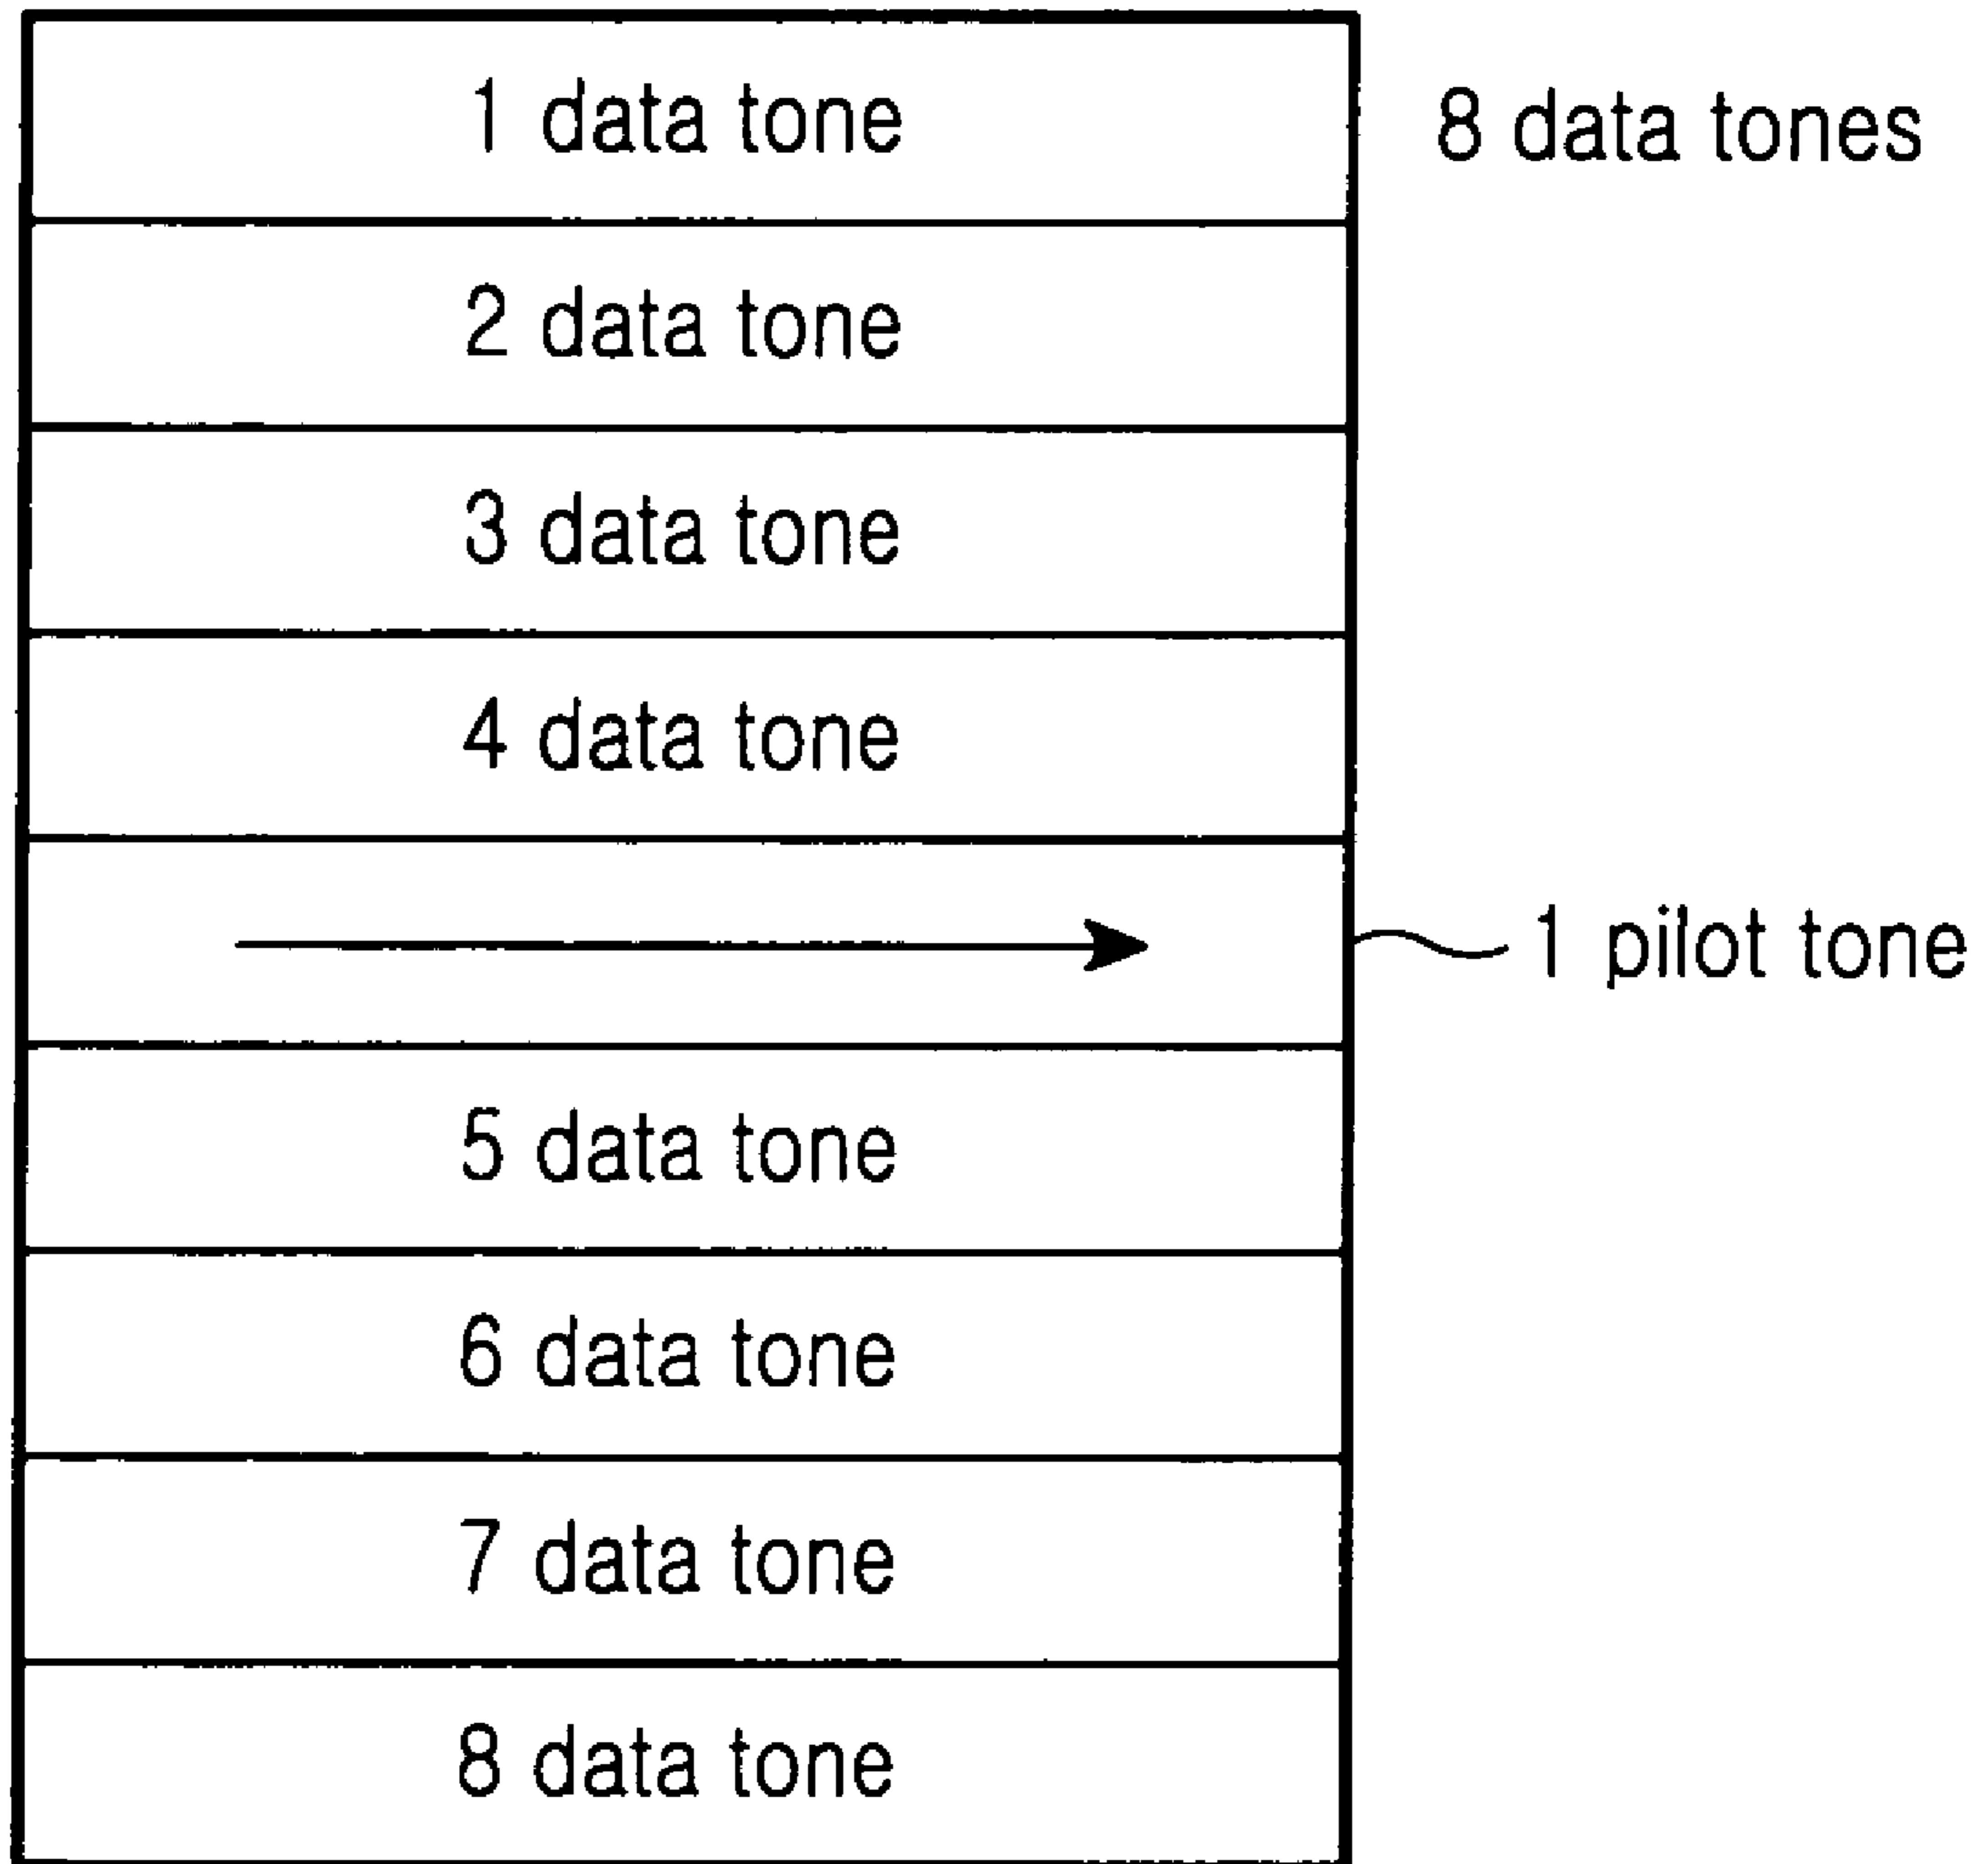 1 data tone
8 data tones
2 data tone
3 data tone
4 data tone
1 pilot tone
5 data tone
6 data tone
7 data tone
8 data tone